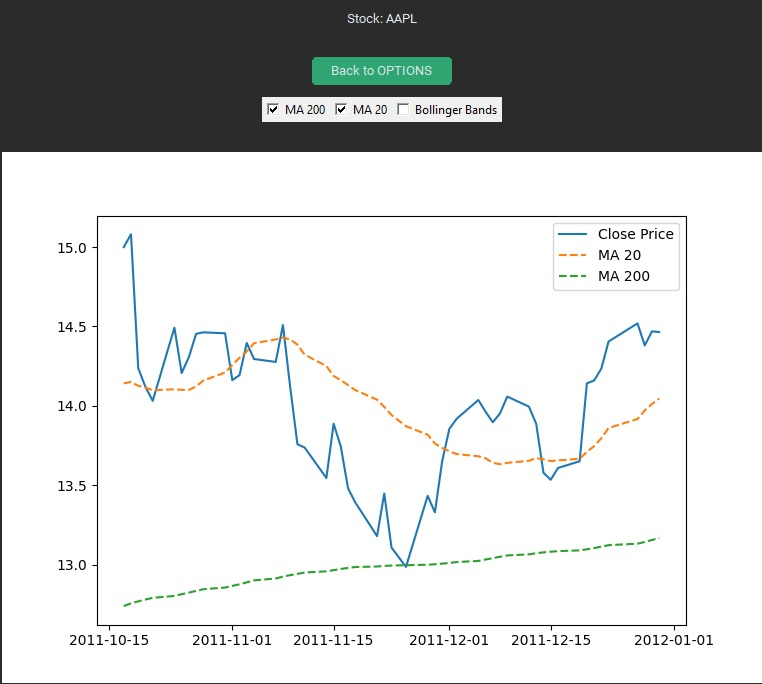 Stock: AAPL
Back to OPTIONS
MA 200 MA 20 Bollinger Bands
Close Price
MA 20
MA 200
15.0
14.5
14.0
13.5
13.0
2011-10-15 2011-11-01 2011-11-15 2011-12-01 2011-12-15 2012-01-01